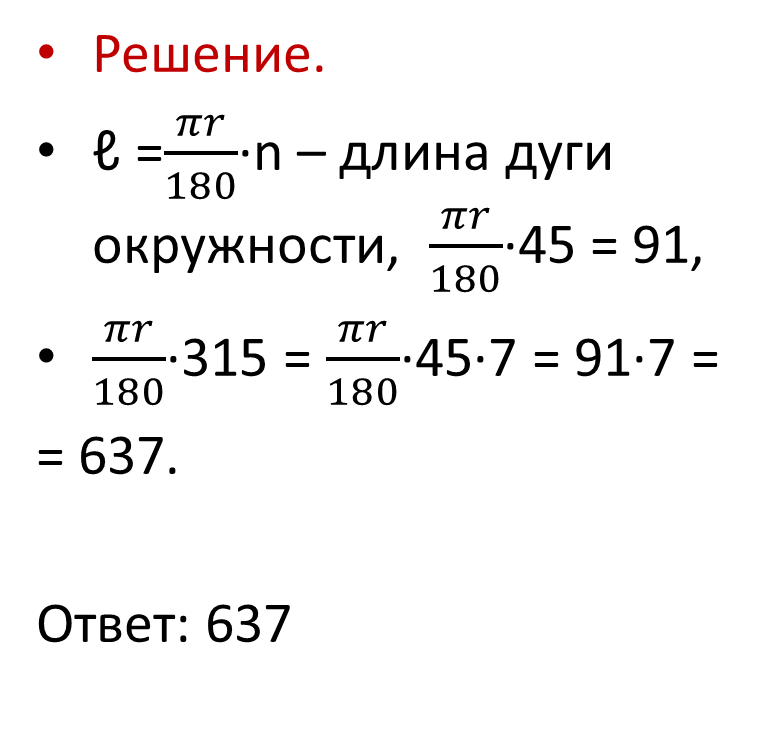 • Решение.
• ℓ = πr/180 ·n – длина дуги
окружности, πr/180 ·45 = 91,
• πr/180 ·315 = πr/180 ·45·7 = 91·7 =
= 637.
Ответ: 637